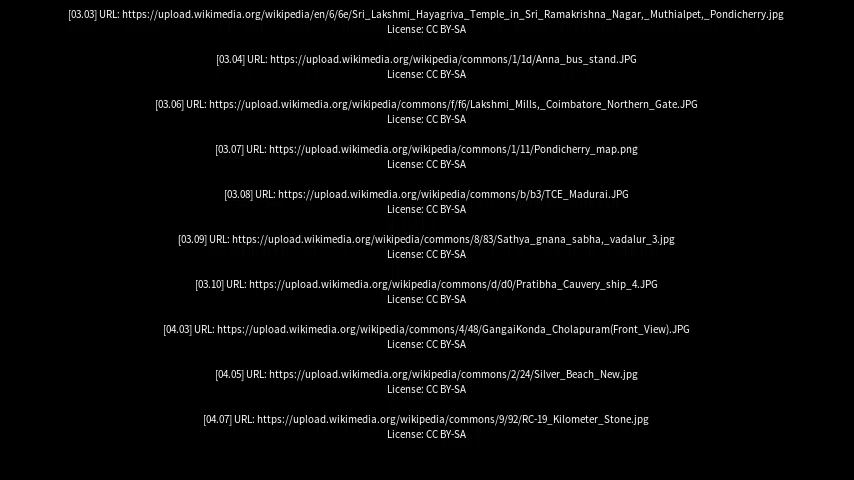 [03.03] URL: https://upload.wikimedia.org/wikipedia/en/6/6e/Sri_Lakshmi_Hayagriva_Temple_in_Sri_Ramakrishna_Nagar,_Muthialpet,_Pondicherry.jpg
License: CC BY-SA
[03.04] URL: https://upload.wikimedia.org/wikipedia/commons/1/1d/Anna_bus_stand.JPG
License: CC BY-SA
[03.06] URL: https://upload.wikimedia.org/wikipedia/commons/f/f6/Lakshmi_Mills,_Coimbatore_Northern_Gate.JPG
License: CC BY-SA
[03.07] URL: https://upload.wikimedia.org/wikipedia/commons/1/11/Pondicherry_map.png
License: CC BY-SA
[03.08] URL: https://upload.wikimedia.org/wikipedia/commons/b/b3/TCE_Madurai.JPG
License: CC BY-SA
[03.09] URL: https://upload.wikimedia.org/wikipedia/commons/8/83/Sathya_gnana_sabha,_vadalur_3.jpg
License: CC BY-SA
[03.10] URL: https://upload.wikimedia.org/wikipedia/commons/d/d0/Pratibha_Cauvery_ship_4.JPG
License: CC BY-SA
[04.03] URL: https://upload.wikimedia.org/wikipedia/commons/4/48/GangaiKonda_Cholapuram(Front_View).JPG
License: CC BY-SA
[04.05] URL: https://upload.wikimedia.org/wikipedia/commons/2/24/Silver_Beach_New.jpg
License: CC BY-SA
[04.07] URL: https://upload.wikimedia.org/wikipedia/commons/9/92/RC-19_Kilometer_Stone.jpg
License: CC BY-SA